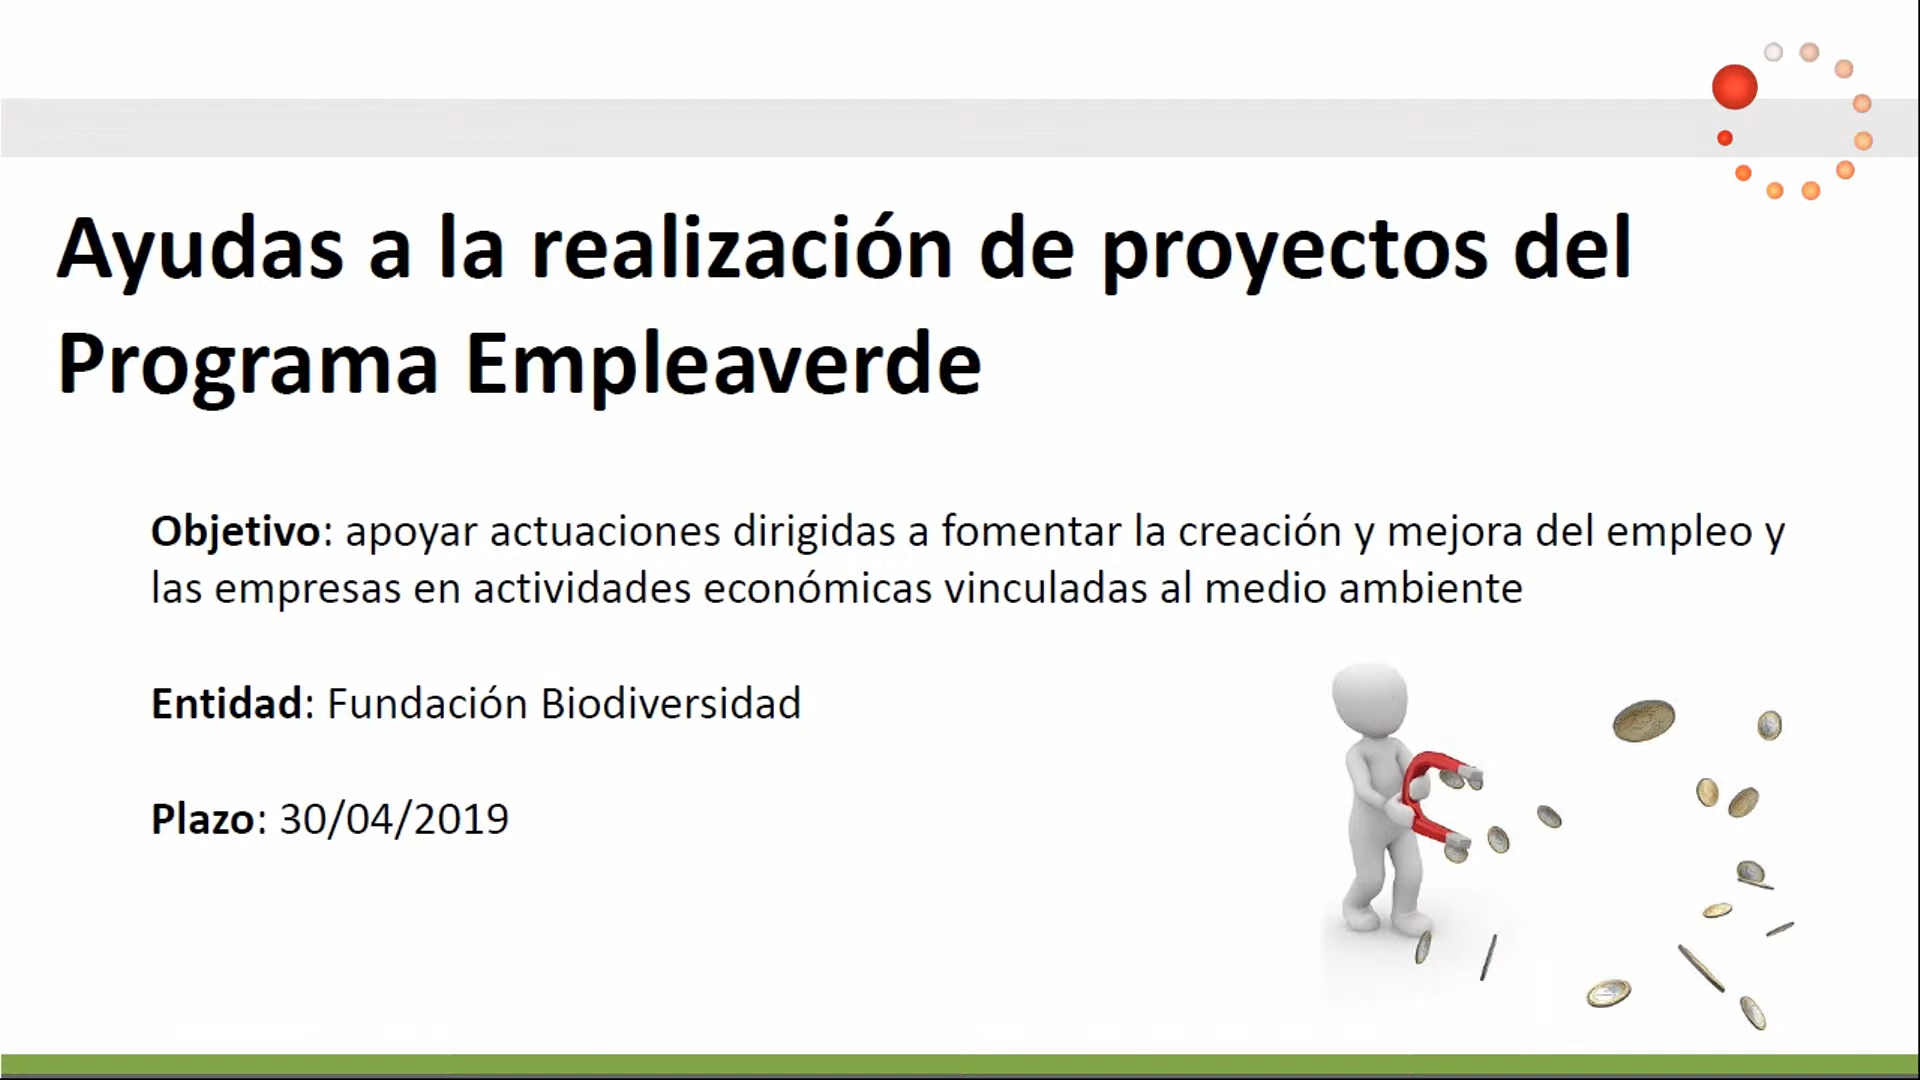 Ayudas a la realización de proyectos del
Programa Empleaverde
Objetivo: apoyar actuaciones dirigidas a fomentar la creación y mejora del empleo y
las empresas en actividades económicas vinculadas al medio ambiente
Entidad: Fundación Biodiversidad
Plazo: 30/04/2019